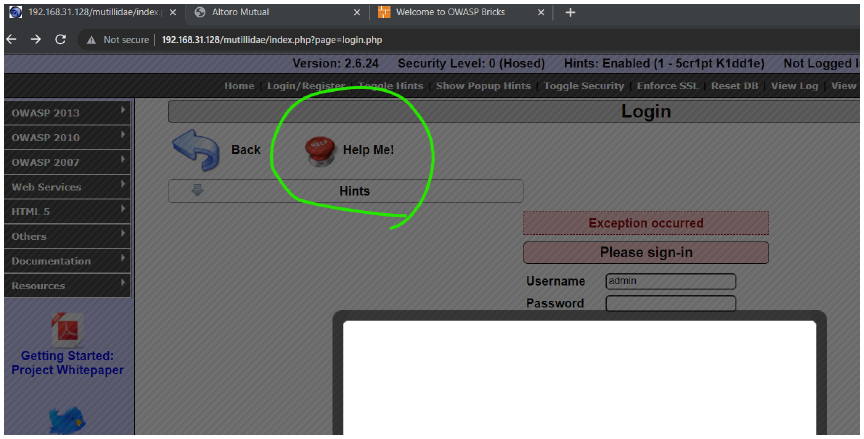 192.168.31.128/mutillidae/index.p
Altoro Mutual
Welcome to OWASP Bricks
Not secure
192.168.31.128/mutillidae/index.php?page=login.php
Version: 2.6.24 Security Level: 0 (Hosed) Hints: Enabled (1 - 5cr1pt K1dd1e) Not Logged I
Home Login/Register Toggle Hints Show Popup Hints Toggle Security Enforce SSL Reset DB View Log View
OWASP 2013
OWASP 2010
OWASP 2007
Web Services
HTML 5
Others
Documentation
Resources
Getting Started:
Project Whitepaper
Login
Back
HELP
Help Me!
Hints
Exception occurred
Please sign-in
Username
admin
Password